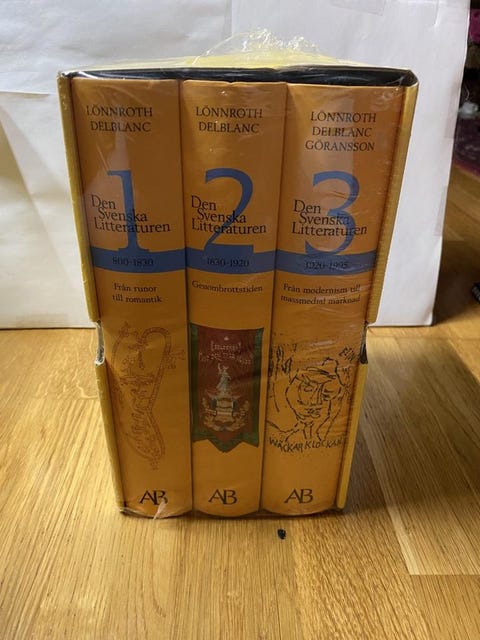 LÖNNROTH
DELBLANC
1
Den
Svenska
Litteraturen
800-1830
Från runor
till romantik
AB
LÖNNROTH
DELBLANC
2
Den
Svenska
Litteraturen
1830-1920
Genombrottstiden
AB
LÖNNROTH
DELBLANC
GÖRANSSON
3
Den
Svenska
Litteraturen
1920-1995
Från modernism till
massmedial marknad
VÄCKARKLOCKAN
AB